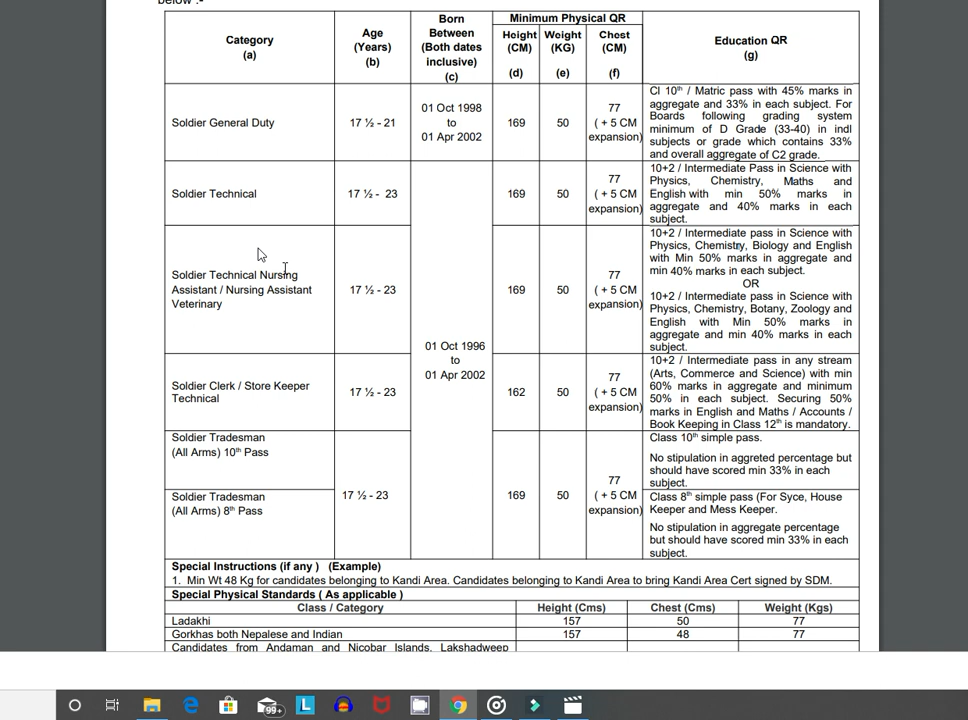 below :-
Category
(a)
Age
(Years)
(b)
Born
Between
(Both dates
inclusive)
(c)
Minimum Physical QR
Height
(CM)
(d)
Weight
(KG)
(e)
Chest
(CM)
(f)
Education QR
(g)
Soldier General Duty
17 ½ - 21
01 Oct 1998
to
01 Apr 2002
169
50
77
( + 5 CM
expansion)
Cl 10th / Matric pass with 45% marks in
aggregate and 33% in each subject. For
Boards following grading system
minimum of D Grade (33-40) in indl
subjects or grade which contains 33%
and overall aggregate of C2 grade.
Soldier Technical
17 ½ - 23
169
50
77
( + 5 CM
expansion)
10+2 / Intermediate Pass in Science with
Physics, Chemistry, Maths and
English with min 50% marks in
aggregate and 40% marks in each
subject.
Soldier Technical Nursing
Assistant / Nursing Assistant
Veterinary
17 ½ - 23
169
50
77
( + 5 CM
expansion)
10+2 / Intermediate pass in Science with
Physics, Chemistry, Biology and English
with Min 50% marks in aggregate and
min 40% marks in each subject.
OR
10+2 / Intermediate pass in Science with
Physics, Chemistry, Botany, Zoology and
English with Min 50% marks in
aggregate and min 40% marks in each
subject.
01 Oct 1996
to
01 Apr 2002
Soldier Clerk / Store Keeper
Technical
17 ½ - 23
162
50
77
( + 5 CM
expansion)
10+2 / Intermediate pass in any stream
(Arts, Commerce and Science) with min
60% marks in aggregate and minimum
50% in each subject. Securing 50%
marks in English and Maths / Accounts /
Book Keeping in Class 12th is mandatory.
Soldier Tradesman
(All Arms) 10th Pass
Class 10th simple pass.
No stipulation in aggreted percentage but
should have scored min 33% in each
subject.
17 ½ - 23
169
50
77
( + 5 CM
expansion)
Soldier Tradesman
(All Arms) 8th Pass
Class 8th simple pass (For Syce, House
Keeper and Mess Keeper.
No stipulation in aggregate percentage
but should have scored min 33% in each
subject.
Special Instructions (if any ) (Example)
1. Min Wt 48 Kg for candidates belonging to Kandi Area. Candidates belonging to Kandi Area to bring Kandi Area Cert signed by SDM.
Special Physical Standards ( As applicable )
Class / Category Height (Cms) Chest (Cms) Weight (Kgs)
Ladakhi 157 50 77
Gorkhas both Nepalese and Indian 157 48 77
Candidates from Andaman and Nicobar Islands, Lakshadweep
99+
L